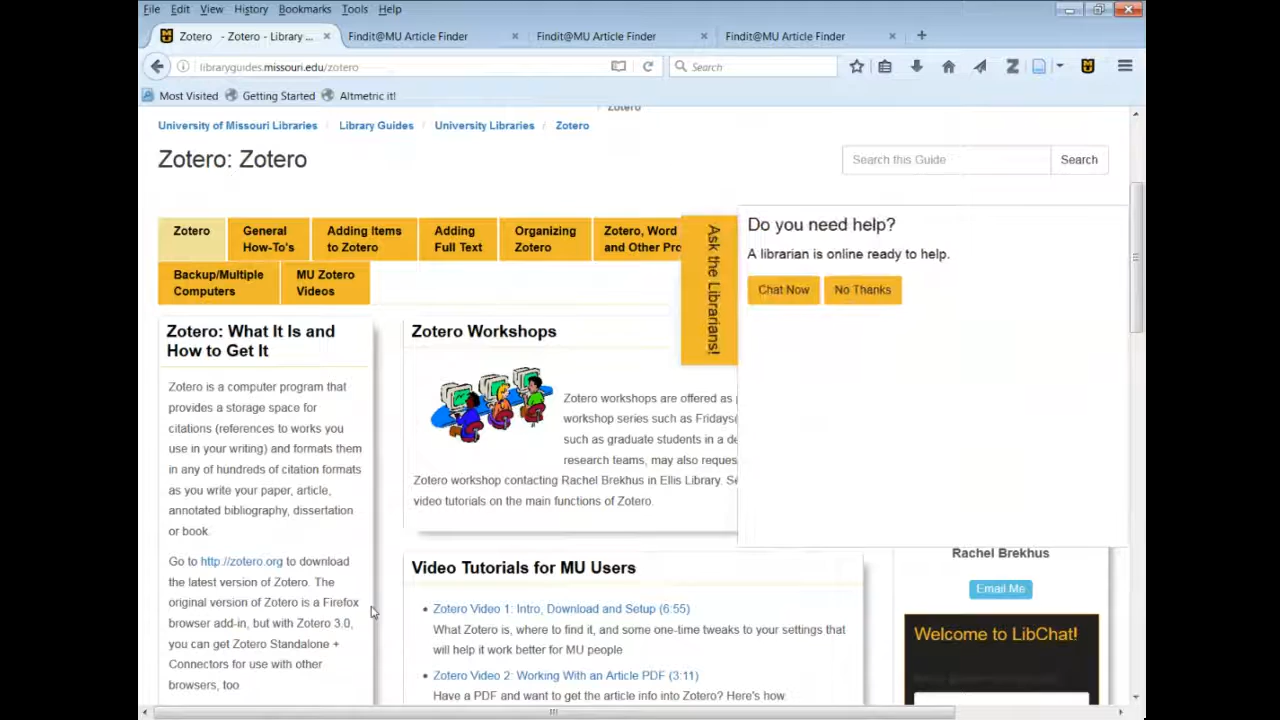 File Edit View History Bookmarks Tools Help
Zotero - Zotero - Library ... × Findit@MU Article Finder × Findit@MU Article Finder × Findit@MU Article Finder × +
libraryguides.missouri.edu/zotero Search
Most Visited Getting Started Altmetric it!
Zotero
University of Missouri Libraries / Library Guides / University Libraries / Zotero
Zotero: Zotero
Search this Guide Search
Zotero
General
How-To's
Adding Items
to Zotero
Adding
Full Text
Organizing
Zotero
Zotero, Word
and Other Pro
Backup/Multiple
Computers
MU Zotero
Videos
Ask the Librarians!
Do you need help?
A librarian is online ready to help.
Chat Now No Thanks
Zotero: What It Is and
How to Get It
Zotero is a computer program that
provides a storage space for
citations (references to works you
use in your writing) and formats them
in any of hundreds of citation formats
as you write your paper, article,
annotated bibliography, dissertation
or book.
Go to http://zotero.org to download
the latest version of Zotero. The
original version of Zotero is a Firefox
browser add-in, but with Zotero 3.0,
you can get Zotero Standalone +
Connectors for use with other
browsers, too
Zotero Workshops
Zotero workshops are offered as
workshop series such as Fridays(
such as graduate students in a de
research teams, may also reques
Zotero workshop contacting Rachel Brekhus in Ellis Library. Se
video tutorials on the main functions of Zotero.
Video Tutorials for MU Users
• Zotero Video 1: Intro, Download and Setup (6:55)
What Zotero is, where to find it, and some one-time tweaks to your settings that
will help it work better for MU people
• Zotero Video 2: Working With an Article PDF (3:11)
Have a PDF and want to get the article info into Zotero? Here's how.
Rachel Brekhus
Email Me
Welcome to LibChat!